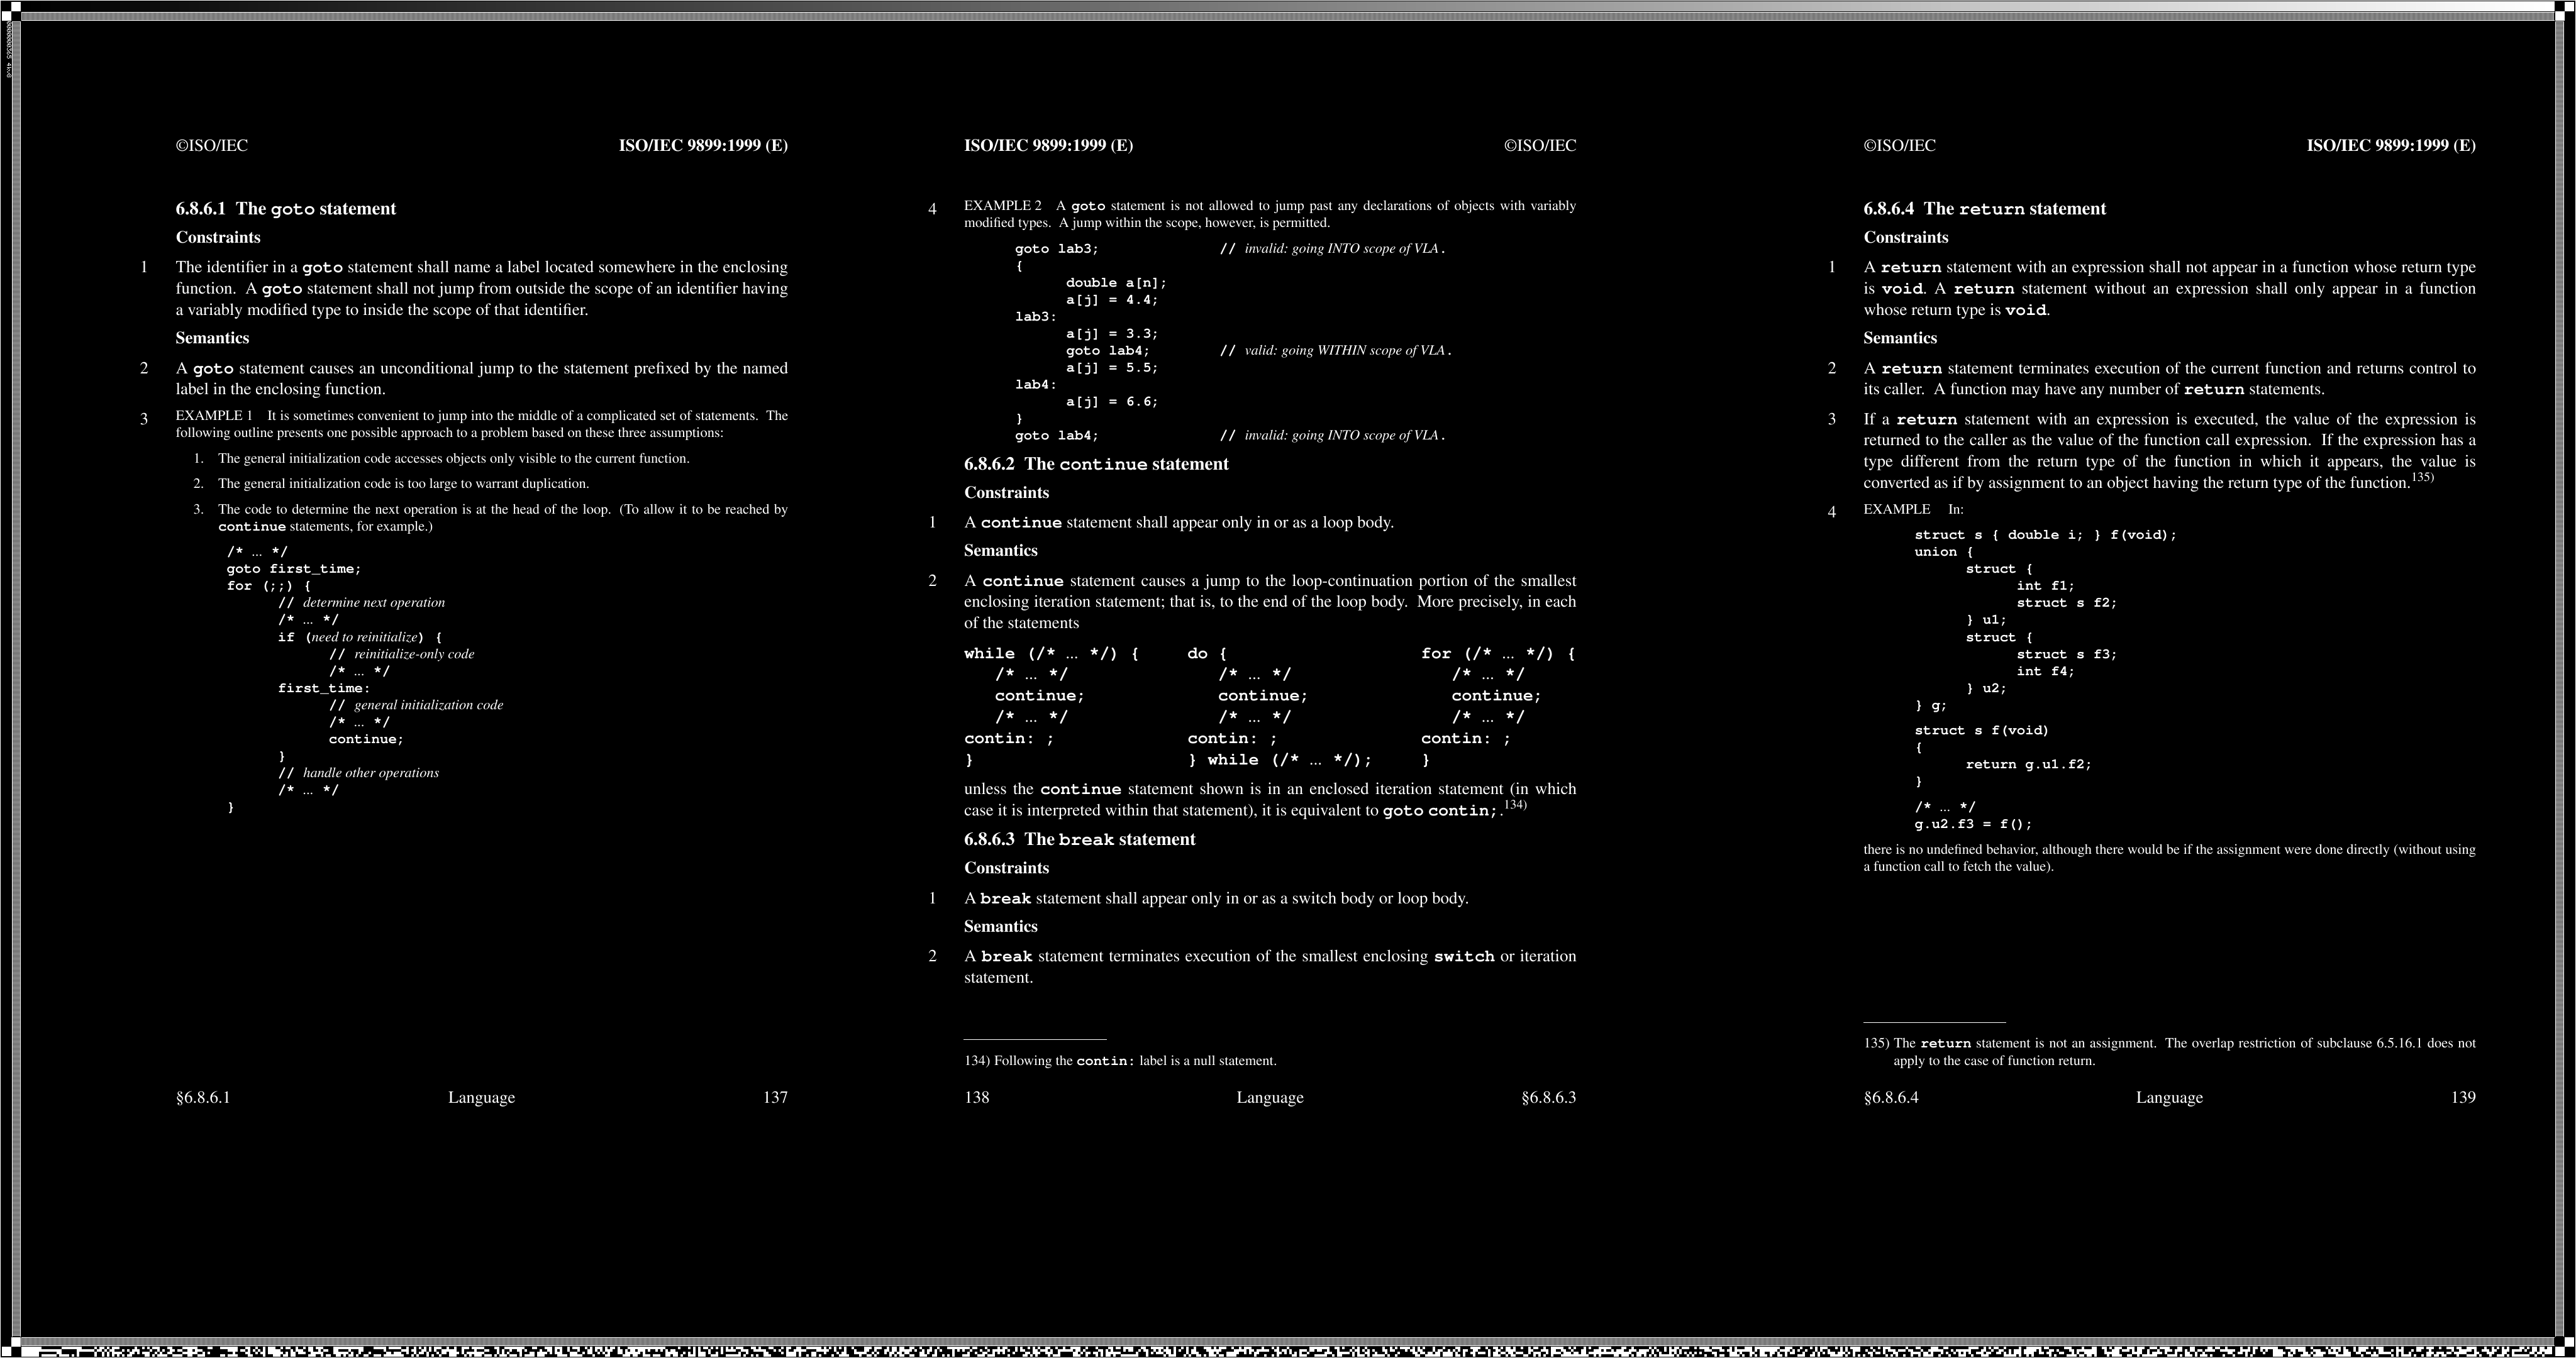 ©ISO/IEC ISO/IEC 9899:1999 (E)
6.8.6.1 The goto statement
Constraints
1 The identifier in a goto statement shall name a label located somewhere in the enclosing
function. A goto statement shall not jump from outside the scope of an identifier having
a variably modified type to inside the scope of that identifier.
Semantics
2 A goto statement causes an unconditional jump to the statement prefixed by the named
label in the enclosing function.
3 EXAMPLE 1 It is sometimes convenient to jump into the middle of a complicated set of statements. The
following outline presents one possible approach to a problem based on these three assumptions:
1. The general initialization code accesses objects only visible to the current function.
2. The general initialization code is too large to warrant duplication.
3. The code to determine the next operation is at the head of the loop. (To allow it to be reached by
continue statements, for example.)
/* ... */
goto first_time;
for (;;) {
// determine next operation
/* ... */
if (need to reinitialize) {
// reinitialize-only code
/* ... */
first_time:
// general initialization code
/* ... */
continue;
}
// handle other operations
/* ... */
}
§6.8.6.1 Language 137
ISO/IEC 9899:1999 (E) ©ISO/IEC
4 EXAMPLE 2 A goto statement is not allowed to jump past any declarations of objects with variably
modified types. A jump within the scope, however, is permitted.
goto lab3; // invalid: going INTO scope of VLA.
{
double a[n];
a[j] = 4.4;
lab3:
a[j] = 3.3;
goto lab4; // valid: going WITHIN scope of VLA.
a[j] = 5.5;
lab4:
a[j] = 6.6;
}
goto lab4; // invalid: going INTO scope of VLA.
6.8.6.2 The continue statement
Constraints
1 A continue statement shall appear only in or as a loop body.
Semantics
2 A continue statement causes a jump to the loop-continuation portion of the smallest
enclosing iteration statement; that is, to the end of the loop body. More precisely, in each
of the statements
while (/* ... */) { do { for (/* ... */) {
/* ... */ /* ... */ /* ... */
continue; continue; continue;
/* ... */ /* ... */ /* ... */
contin: ; contin: ; contin: ;
} } while (/* ... */); }
unless the continue statement shown is in an enclosed iteration statement (in which
case it is interpreted within that statement), it is equivalent to goto contin;.134)
6.8.6.3 The break statement
Constraints
1 A break statement shall appear only in or as a switch body or loop body.
Semantics
2 A break statement terminates execution of the smallest enclosing switch or iteration
statement.
134) Following the contin: label is a null statement.
138 Language §6.8.6.3
©ISO/IEC ISO/IEC 9899:1999 (E)
6.8.6.4 The return statement
Constraints
1 A return statement with an expression shall not appear in a function whose return type
is void. A return statement without an expression shall only appear in a function
whose return type is void.
Semantics
2 A return statement terminates execution of the current function and returns control to
its caller. A function may have any number of return statements.
3 If a return statement with an expression is executed, the value of the expression is
returned to the caller as the value of the function call expression. If the expression has a
type different from the return type of the function in which it appears, the value is
converted as if by assignment to an object having the return type of the function.135)
4 EXAMPLE In:
struct s { double i; } f(void);
union {
struct {
int f1;
struct s f2;
} u1;
struct {
struct s f3;
int f4;
} u2;
} g;
struct s f(void)
{
return g.u1.f2;
}
/* ... */
g.u2.f3 = f();
there is no undefined behavior, although there would be if the assignment were done directly (without using
a function call to fetch the value).
135) The return statement is not an assignment. The overlap restriction of subclause 6.5.16.1 does not
apply to the case of function return.
§6.8.6.4 Language 139